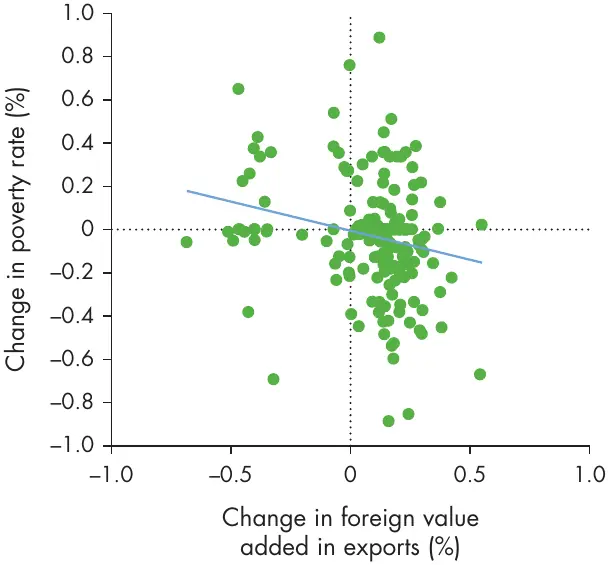 1.0
0.8
0.6
0.4
0.2
0
–0.2
–0.4
–0.6
–0.8
–1.0
Change in poverty rate (%)
–1.0 –0.5 0 0.5 1.0
Change in foreign value
added in exports (%)